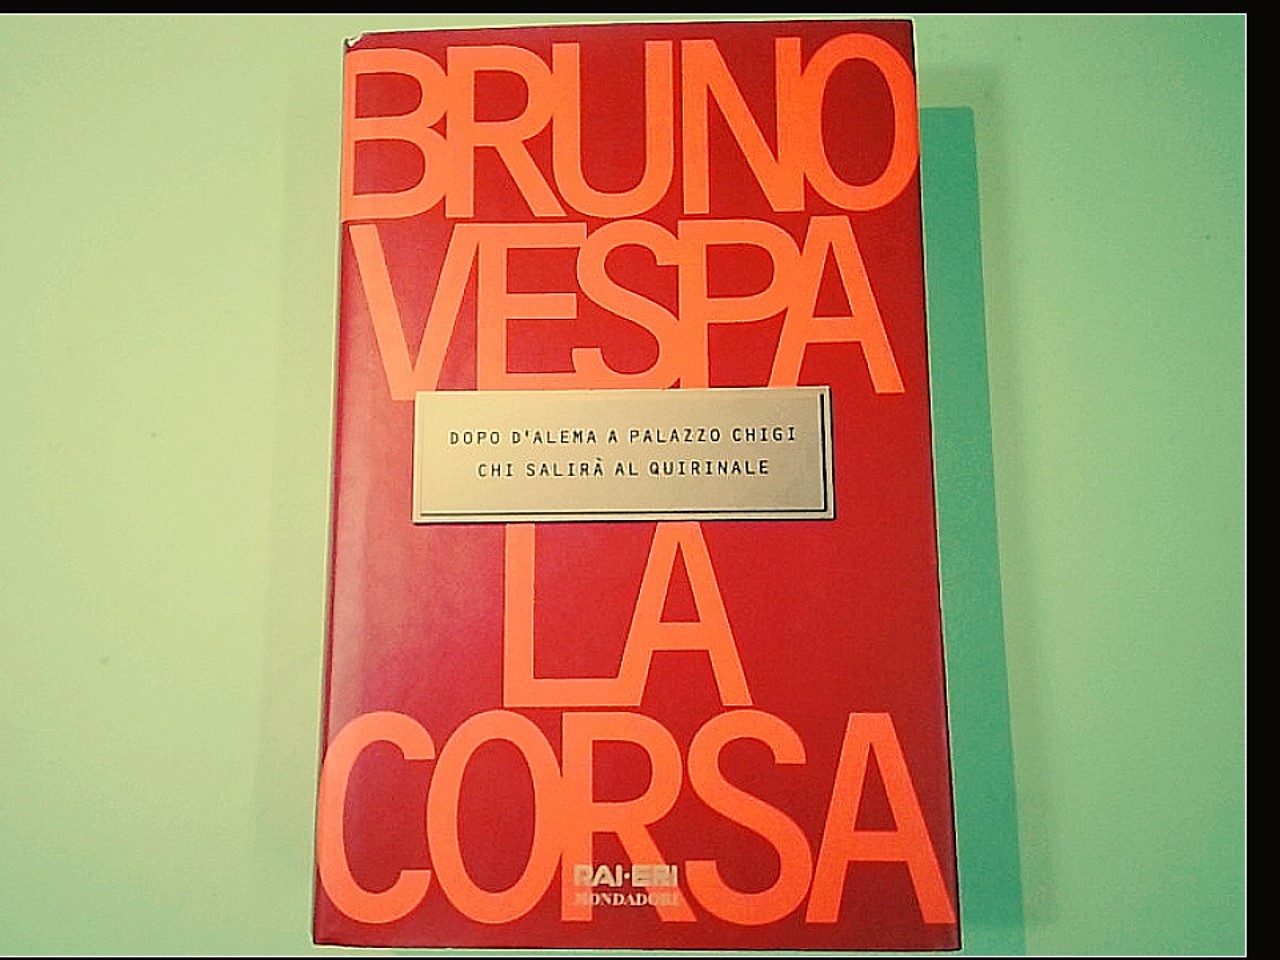 BRUNO
VESPA
DOPO D'ALEMA A PALAZZO CHIGI
CHI SALIRÀ AL QUIRINALE
LA
CORSA
RAI·ERI
MONDADORI